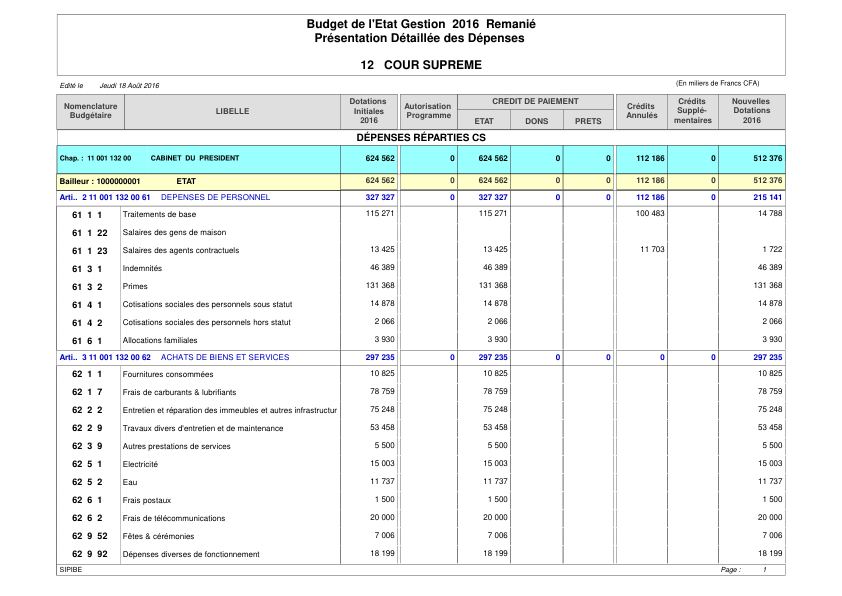 Budget de l'Etat Gestion 2016 Remanié
Présentation Détaillée des Dépenses
12 COUR SUPREME
Edité le Jeudi 18 Août 2016 (En miliers de Francs CFA)
Nomenclature Budgétaire LIBELLE Dotations Initiales 2016 Autorisation Programme CREDIT DE PAIEMENT ETAT DONS PRETS Crédits Annulés Crédits Supplé-mentaires Nouvelles Dotations 2016
DÉPENSES RÉPARTIES CS
Chap. : 11 001 132 00 CABINET DU PRESIDENT 624 562 0 624 562 0 0 112 186 0 512 376
Bailleur : 1000000001 ETAT 624 562 0 624 562 0 0 112 186 0 512 376
Arti.. 2 11 001 132 00 61 DEPENSES DE PERSONNEL 327 327 0 327 327 0 0 112 186 0 215 141
61 1 1 Traitements de base 115 271 115 271 100 483 14 788
61 1 22 Salaires des gens de maison
61 1 23 Salaires des agents contractuels 13 425 13 425 11 703 1 722
61 3 1 Indemnités 46 389 46 389 46 389
61 3 2 Primes 131 368 131 368 131 368
61 4 1 Cotisations sociales des personnels sous statut 14 878 14 878 14 878
61 4 2 Cotisations sociales des personnels hors statut 2 066 2 066 2 066
61 6 1 Allocations familiales 3 930 3 930 3 930
Arti.. 3 11 001 132 00 62 ACHATS DE BIENS ET SERVICES 297 235 0 297 235 0 0 0 0 297 235
62 1 1 Fournitures consommées 10 825 10 825 10 825
62 1 7 Frais de carburants & lubrifiants 78 759 78 759 78 759
62 2 2 Entretien et réparation des immeubles et autres infrastructur 75 248 75 248 75 248
62 2 9 Travaux divers d'entretien et de maintenance 53 458 53 458 53 458
62 3 9 Autres prestations de services 5 500 5 500 5 500
62 5 1 Electricité 15 003 15 003 15 003
62 5 2 Eau 11 737 11 737 11 737
62 6 1 Frais postaux 1 500 1 500 1 500
62 6 2 Frais de télécommunications 20 000 20 000 20 000
62 9 52 Fêtes & cérémonies 7 006 7 006 7 006
62 9 92 Dépenses diverses de fonctionnement 18 199 18 199 18 199
SIPIBE Page : 1